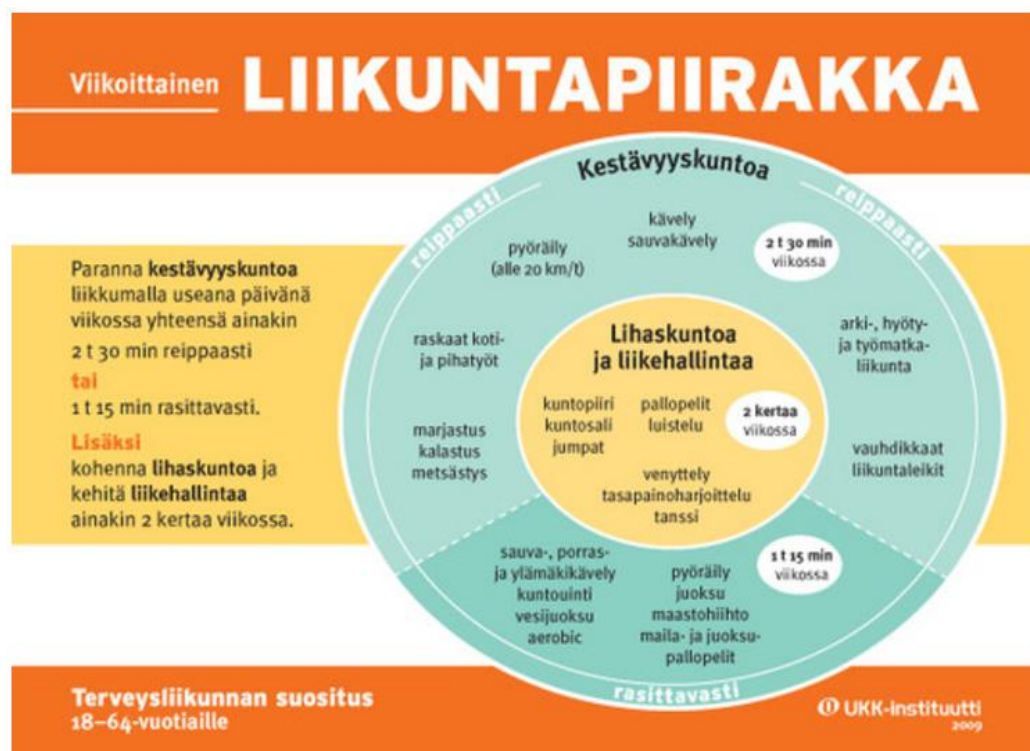 Viikoittainen LIIKUNTAPIIRAKKA
Paranna kestävyyskuntoa
liikkumalla useana päivänä
viikossa yhteensä ainakin
2 t 30 min reippaasti
tai
1 t 15 min rasittavasti.
Lisäksi
kohenna lihaskuntoa ja
kehitä liikehallintaa
ainakin 2 kertaa viikossa.
Kestävyyskuntoa
reippaasti
reippaasti
kävely
sauvakävely
2 t 30 min
viikossa
pyöräily
(alle 20 km/t)
raskaat koti-
ja pihatyöt
marjastus
kalastus
metsästys
arki-, hyöty-
ja työmatka-
liikunta
vauhdikkaat
liikuntaleikit
Lihaskuntoa
ja liikehallintaa
kuntopiiri
kuntosali
jumpat
pallopelit
luistelu
2 kertaa
viikossa
venyttely
tasapainoharjoittelu
tanssi
sauva-, porras-
ja ylämäkikävely
kuntouinti
vesijuoksu
aerobic
pyöräily
juoksu
maastohiihto
maila- ja juoksu-
pallopelit
1 t 15 min
viikossa
rasittavasti
Terveysliikunnan suositus
18–64-vuotiaille
UKK-instituutti
2009